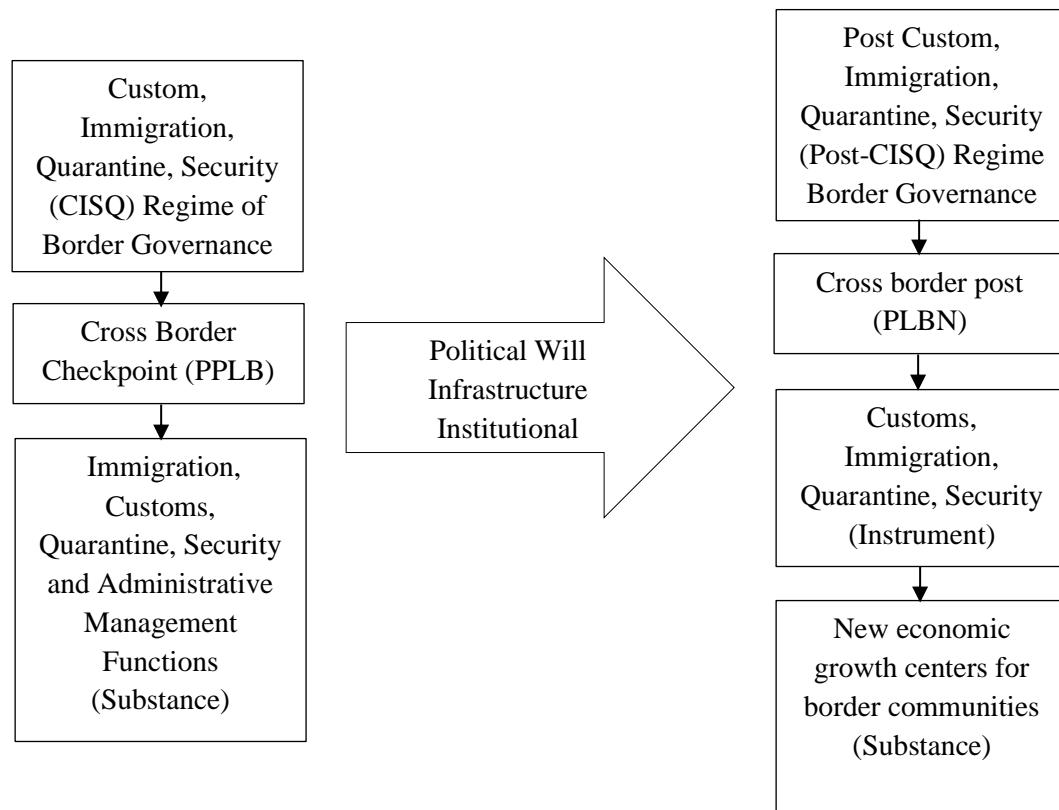 Custom,
Immigration,
Quarantine, Security
(CISQ) Regime of
Border Governance
Cross Border
Checkpoint (PPLB)
Immigration,
Customs,
Quarantine, Security
and Administrative
Management
Functions
(Substance)
Political Will
Infrastructure
Institutional
Post Custom,
Immigration,
Quarantine, Security
(Post-CISQ) Regime
Border Governance
Cross border post
(PLBN)
Customs,
Immigration,
Quarantine, Security
(Instrument)
New economic
growth centers for
border communities
(Substance)